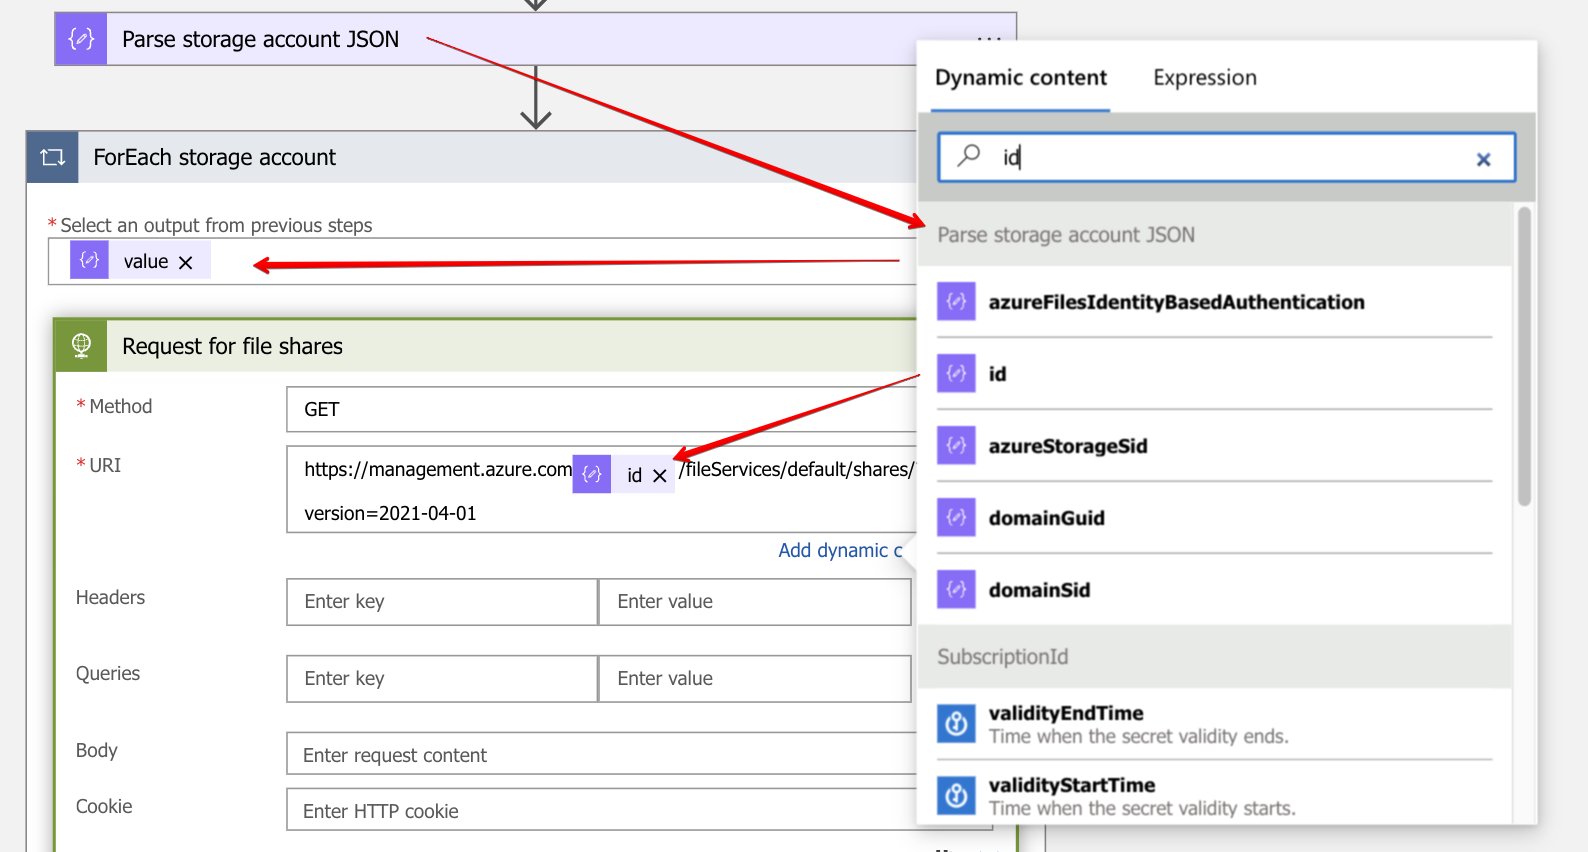 Parse storage account JSON
...
ForEach storage account
* Select an output from previous steps
value ×
Request for file shares
* Method
GET
* URI
https://management.azure.com id × /fileServices/default/shares/
version=2021-04-01
Add dynamic c
Headers
Enter key
Enter value
Queries
Enter key
Enter value
Body
Enter request content
Cookie
Enter HTTP cookie
Dynamic content
Expression
id
×
Parse storage account JSON
azureFilesIdentityBasedAuthentication
id
azureStorageSid
domainGuid
domainSid
SubscriptionId
validityEndTime
Time when the secret validity ends.
validityStartTime
Time when the secret validity starts.